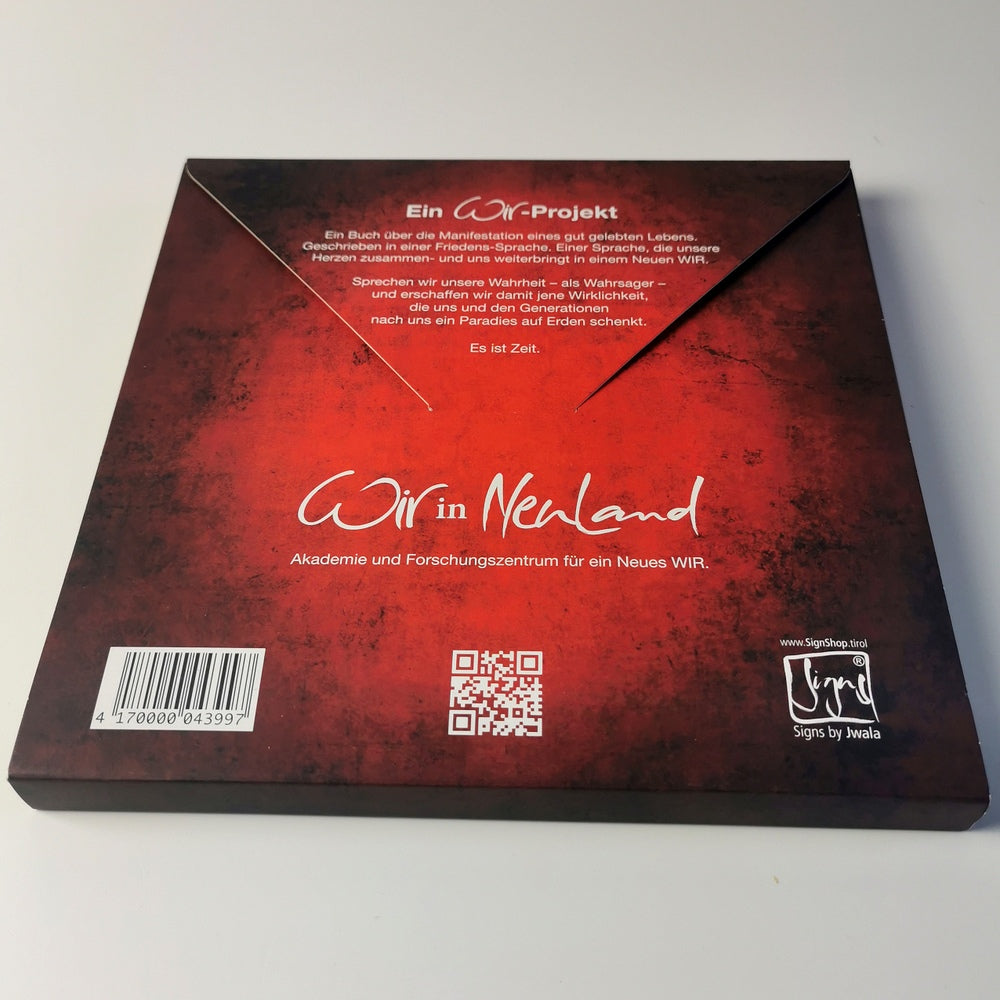 Ein Wir-Projekt
Ein Buch über die Manifestation eines gut gelebten Lebens.
Geschrieben in einer Friedens-Sprache. Einer Sprache, die unsere
Herzen zusammen- und uns weiterbringt in einem Neuen WIR.
Sprechen wir unsere Wahrheit – als Wahrsager –
und erschaffen wir damit jene Wirklichkeit,
die uns und den Generationen
nach uns ein Paradies auf Erden schenkt.
Es ist Zeit.
Wir in NeuLand
Akademie und Forschungszentrum für ein Neues WIR.
4 170000 043997
www.SignShop.tirol
Signs ®
Signs by Jwala